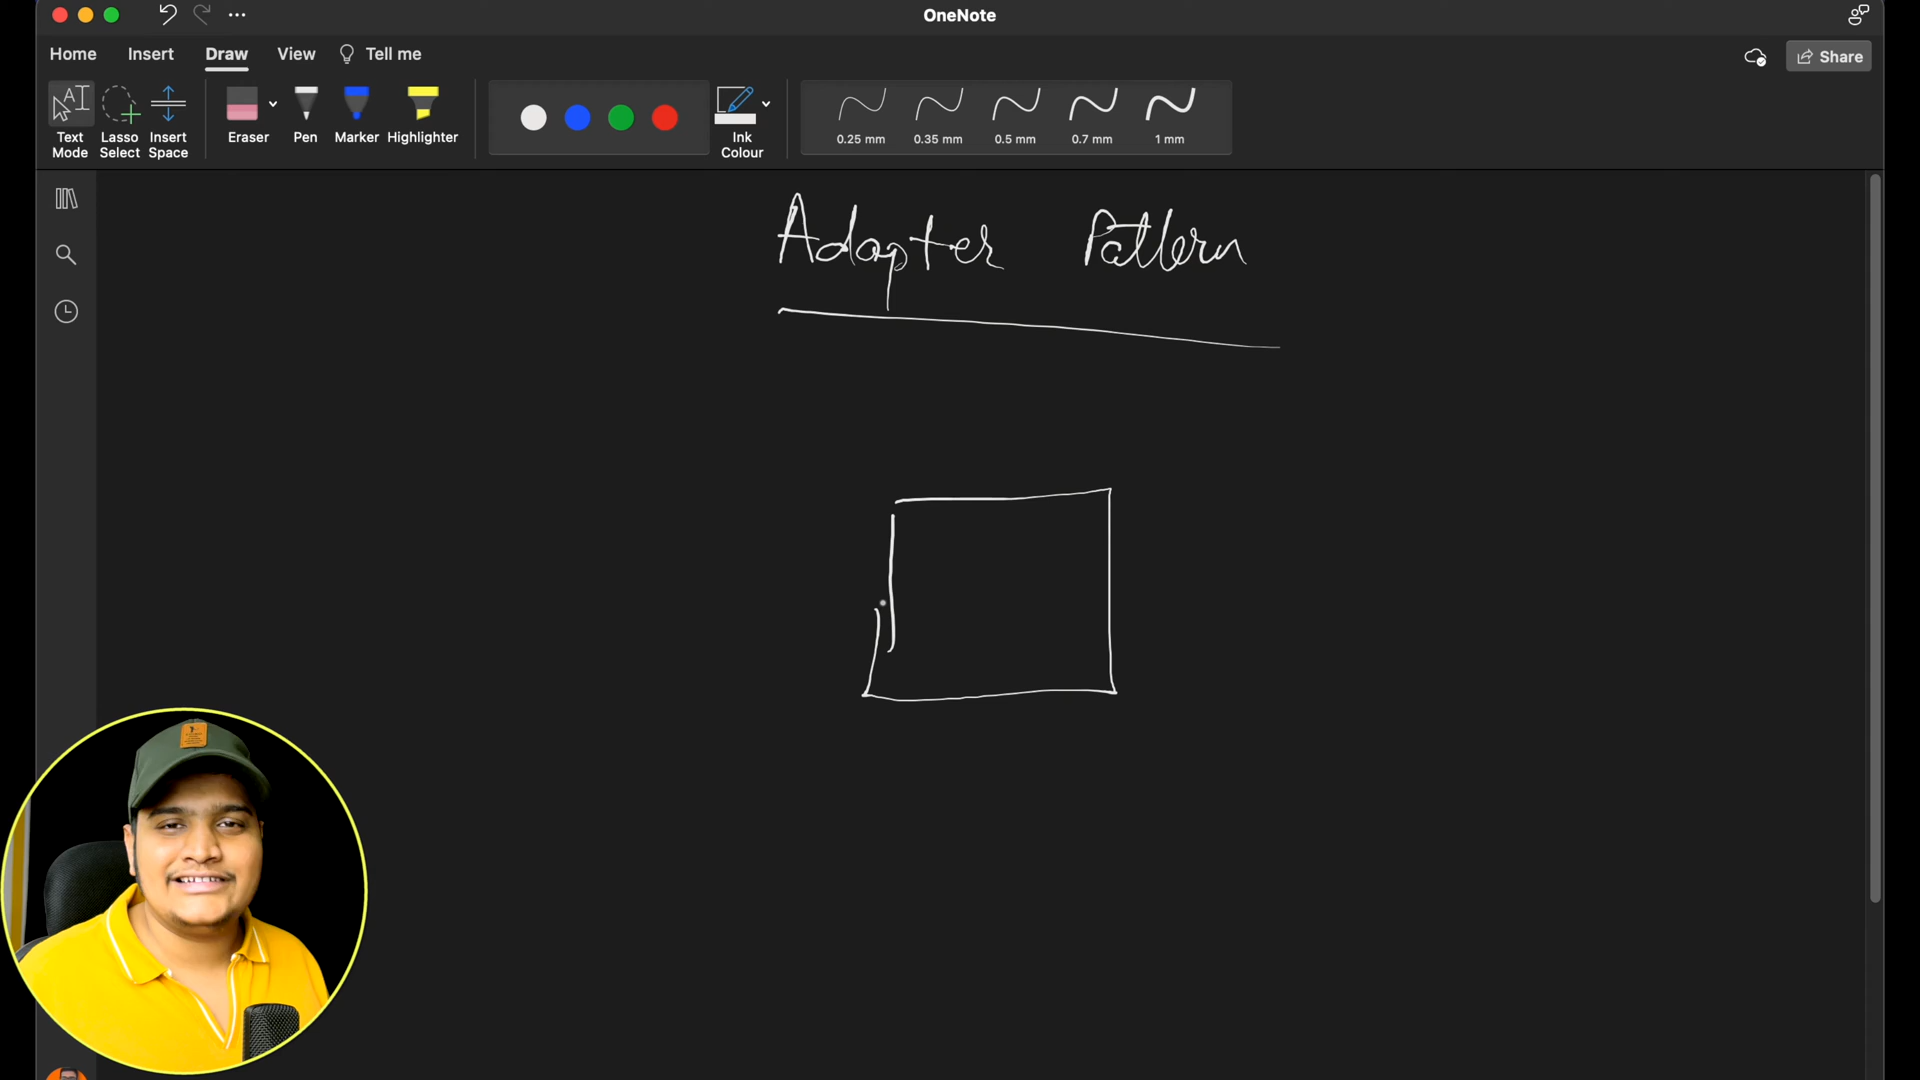 OneNote
Home Insert Draw View Tell me
Share
Text Mode
Lasso Select
Insert Space
Eraser
Pen
Marker
Highlighter
Ink Colour
0.25 mm
0.35 mm
0.5 mm
0.7 mm
1 mm
Adapter Pattern